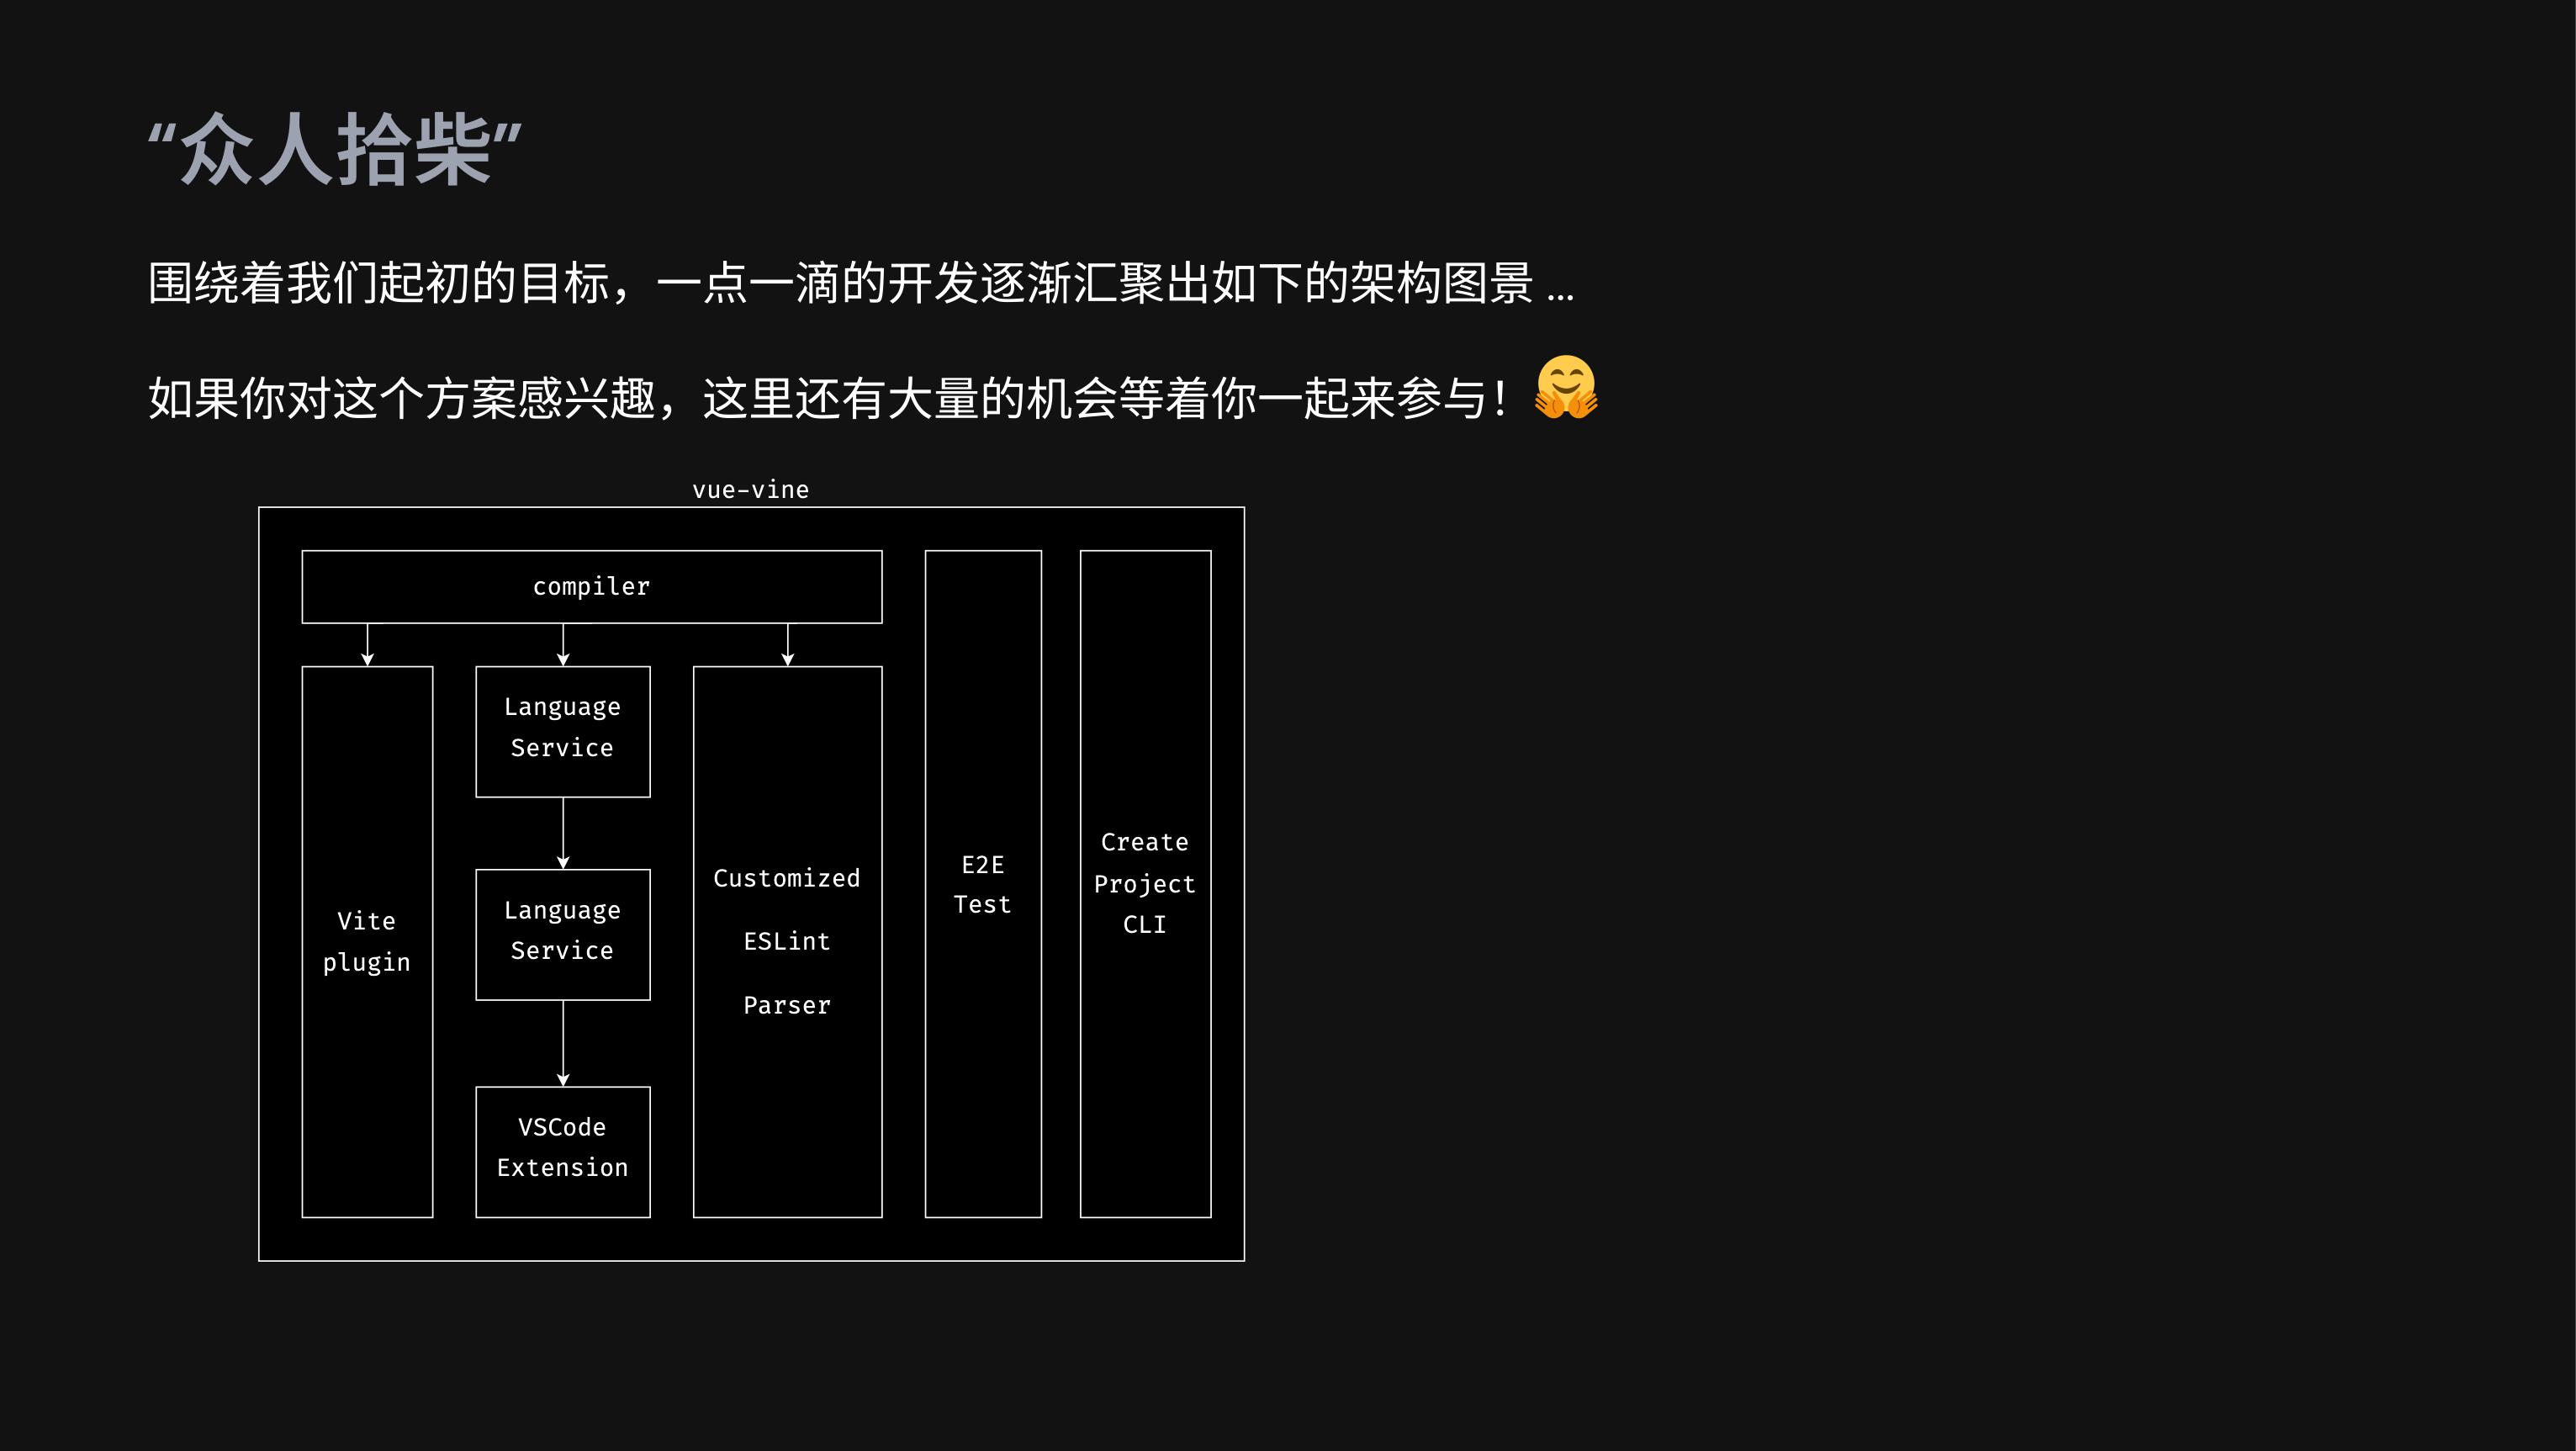 “众人拾柴”
围绕着我们起初的目标，一点一滴的开发逐渐汇聚出如下的架构图景 ...
如果你对这个方案感兴趣，这里还有大量的机会等着你一起来参与！🤗
vue-vine
compiler
Vite
plugin
Language
Service
Language
Service
VSCode
Extension
Customized
ESLint
Parser
E2E
Test
Create
Project
CLI